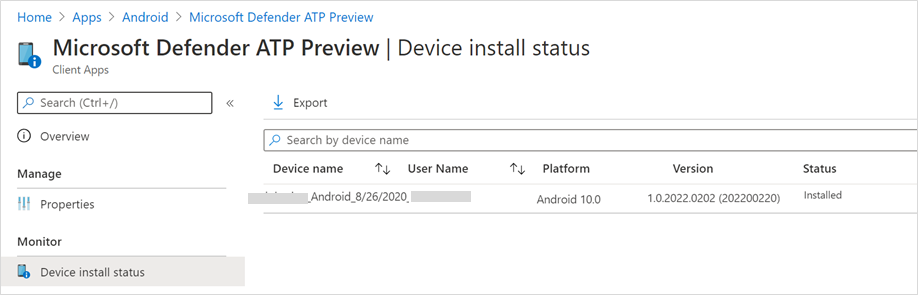 Home > Apps > Android > Microsoft Defender ATP Preview
Microsoft Defender ATP Preview | Device install status
Client Apps
Search (Ctrl+/) «
Overview
Manage
Properties
Monitor
Device install status
Export
Search by device name
Device name ↑↓ User Name ↑↓ Platform Version Status
_Android_8/26/2020_ Android 10.0 1.0.2022.0202 (202200220) Installed